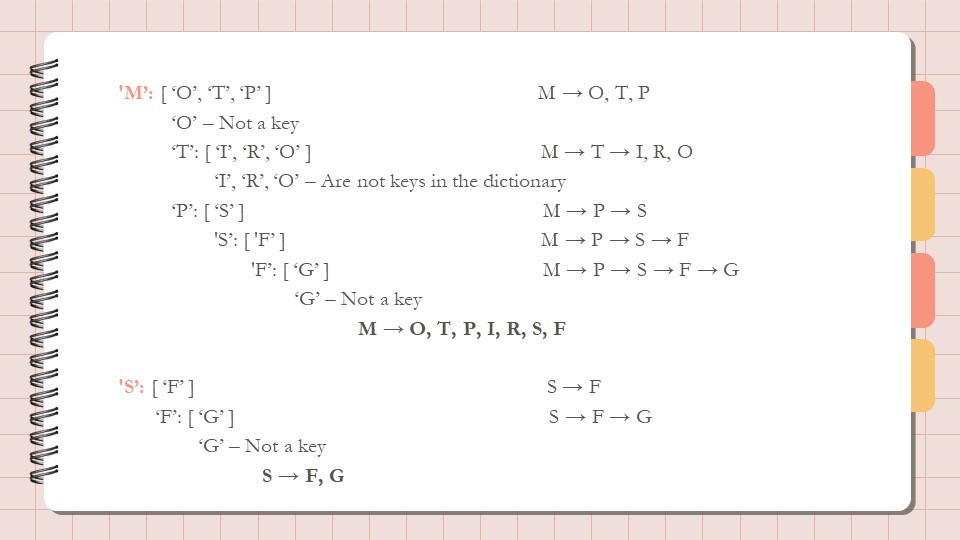 'M’: [ ‘O’, ‘T’, ‘P’ ] M → O, T, P
‘O’ – Not a key
‘T’: [ ‘I’, ‘R’, ‘O’ ] M → T → I, R, O
‘I’, ‘R’, ‘O’ – Are not keys in the dictionary
‘P’: [ ‘S’ ] M → P → S
'S’: [ 'F’ ] M → P → S → F
'F’: [ ‘G’ ] M → P → S → F → G
‘G’ – Not a key
M → O, T, P, I, R, S, F
'S’: [ ‘F’ ] S → F
‘F’: [ ‘G’ ] S → F → G
‘G’ – Not a key
S → F, G